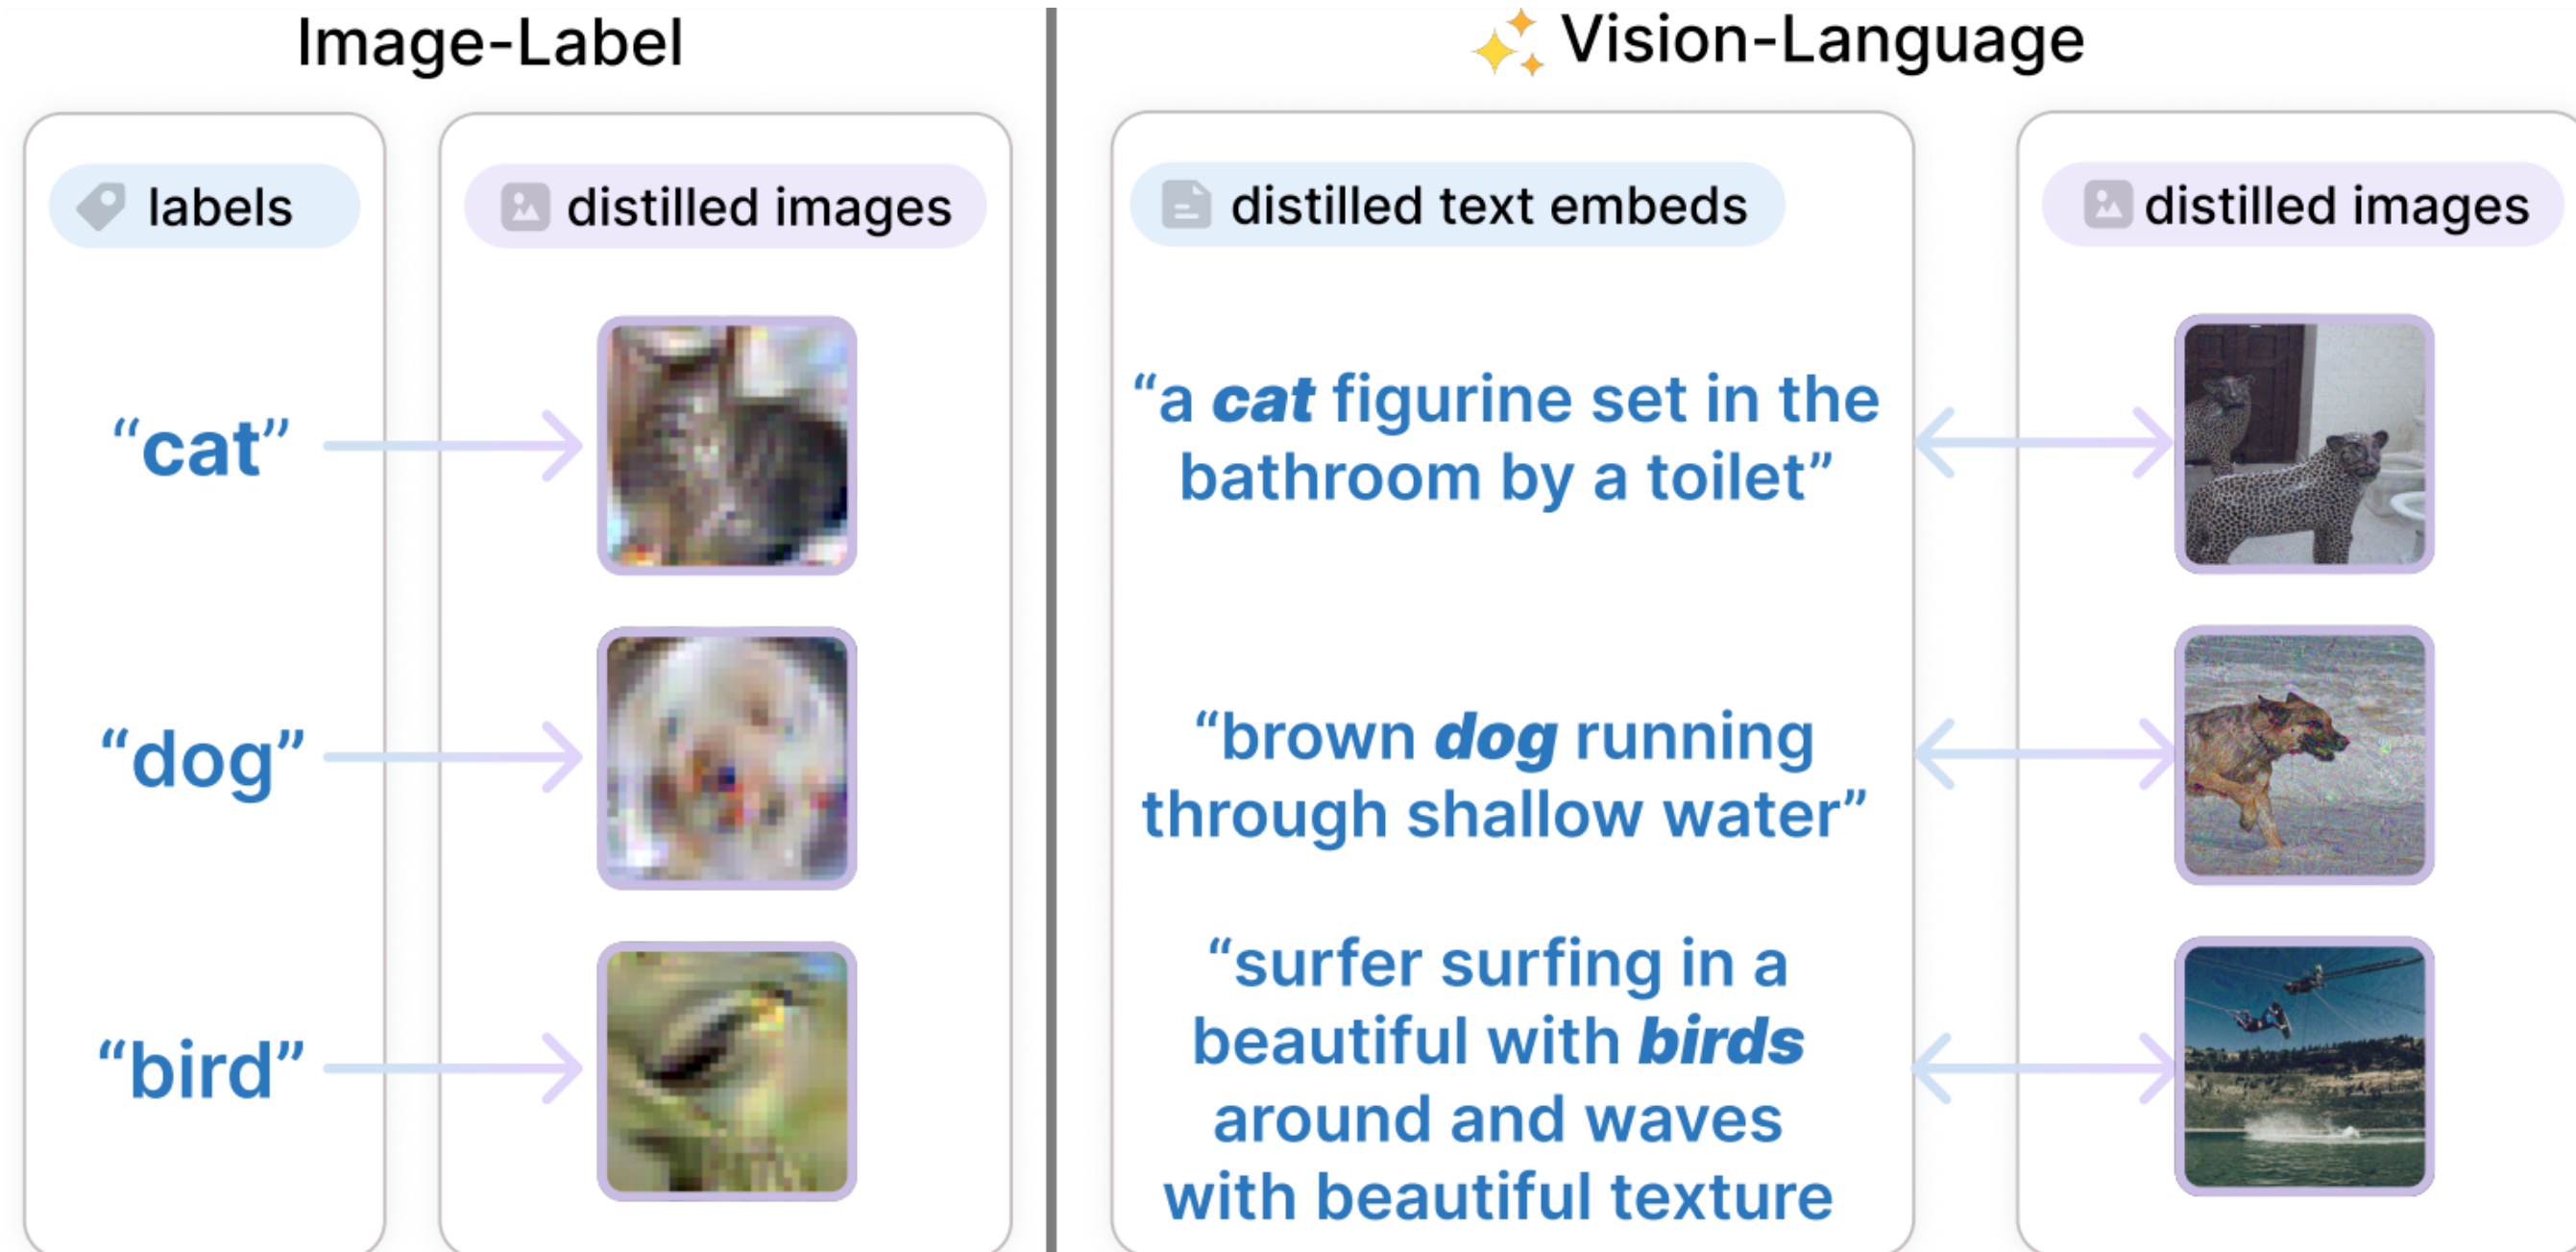 Image-Label
labels
distilled images
“cat”
“dog”
“bird”
Vision-Language
distilled text embeds
distilled images
“a cat figurine set in the
bathroom by a toilet”
“brown dog running
through shallow water”
“surfer surfing in a
beautiful with birds
around and waves
with beautiful texture